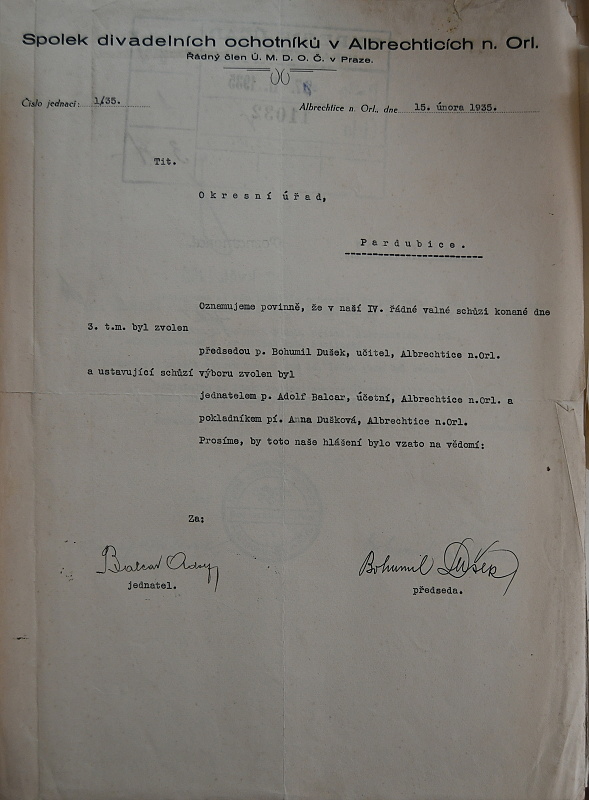 Spolek divadelních ochotníků v Albrechticích n. Orl.
Řádný člen Ú. M. D. O. Č. v Praze.
Číslo jednací: 1/35.
Albrechtice n. Orl., dne 15. února 1935.
Tit.
Okresní úřad,
Pardubice.
Oznamujeme povinně, že v naší IV. řádné valné schůzi konané dne
3. t.m. byl zvolen
předsedou p. Bohumil Dušek, učitel, Albrechtice n.Orl.
a ustavující schůzí výboru zvolen byl
jednatelem p. Adolf Balcar, účetní, Albrechtice n.Orl. a
pokladníkem pí. Anna Dušková, Albrechtice n.Orl.
Prosíme, by toto naše hlášení bylo vzato na vědomí:
Za:
Balcar Adolf
Bohumil Dušek
jednatel.
předseda.